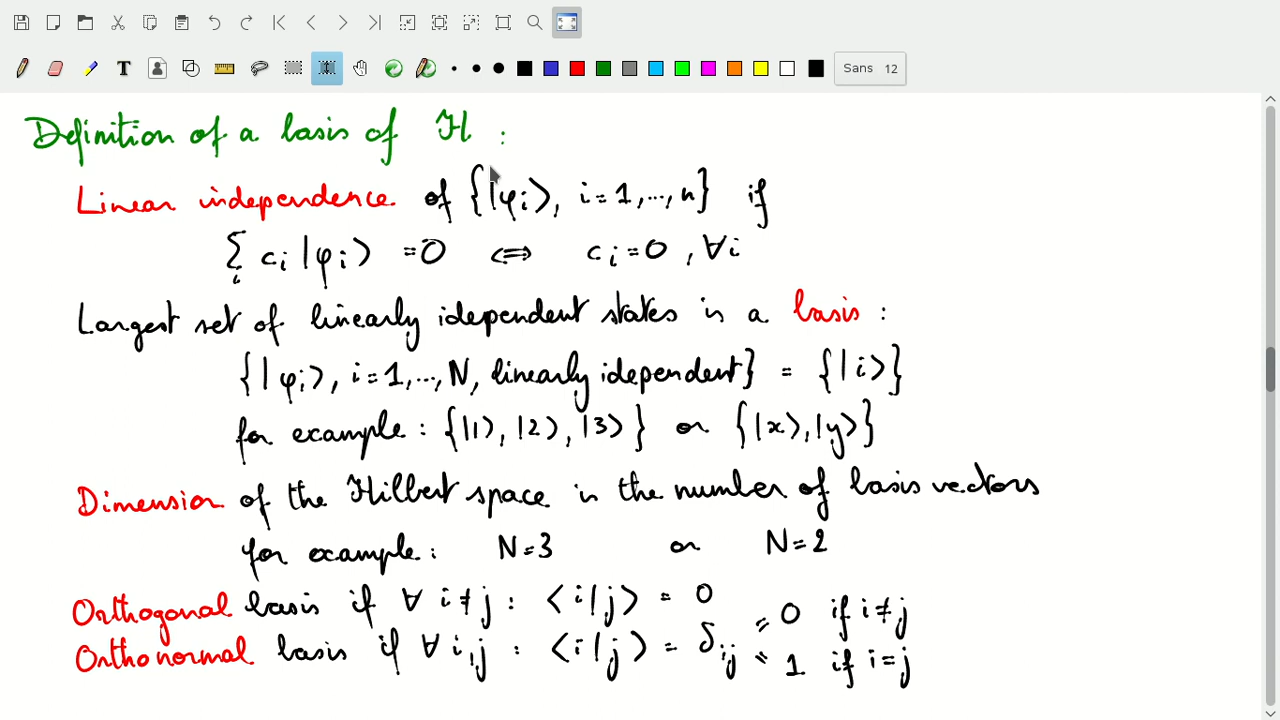 T Sans 12
Definition of a basis of ℋ :
Linear independence of {|φᵢ⟩, i=1,...,n} if
Σᵢ cᵢ |φᵢ⟩ =0 ⇔ cᵢ=0 ,∀i
Largest set of linearly idependent states is a basis :
{|φᵢ⟩, i=1,...,N, linearly idependent} = {|i⟩}
for example : {|1⟩, |2⟩, |3⟩} or {|x⟩,|y⟩}
Dimension of the Hilbert space is the number of basis vectors
for example : N=3 or N=2
Orthogonal basis if ∀ i≠j : ⟨i|j⟩ = 0
Orthonormal basis if ∀ i,j : ⟨i|j⟩ = δᵢⱼ = 0 if i≠j
= 1 if i=j